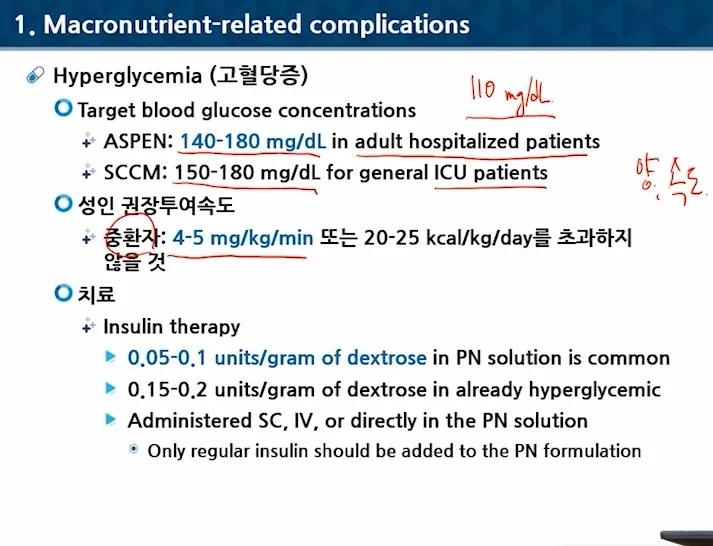 1. Macronutrient-related complications
Hyperglycemia (고혈당증)
110 mg/dL
Target blood glucose concentrations
ASPEN: 140-180 mg/dL in adult hospitalized patients
SCCM: 150-180 mg/dL for general ICU patients
양, 속도.
성인 권장투여속도
중환자: 4-5 mg/kg/min 또는 20-25 kcal/kg/day를 초과하지
않을 것
치료
Insulin therapy
0.05-0.1 units/gram of dextrose in PN solution is common
0.15-0.2 units/gram of dextrose in already hyperglycemic
Administered SC, IV, or directly in the PN solution
Only regular insulin should be added to the PN formulation